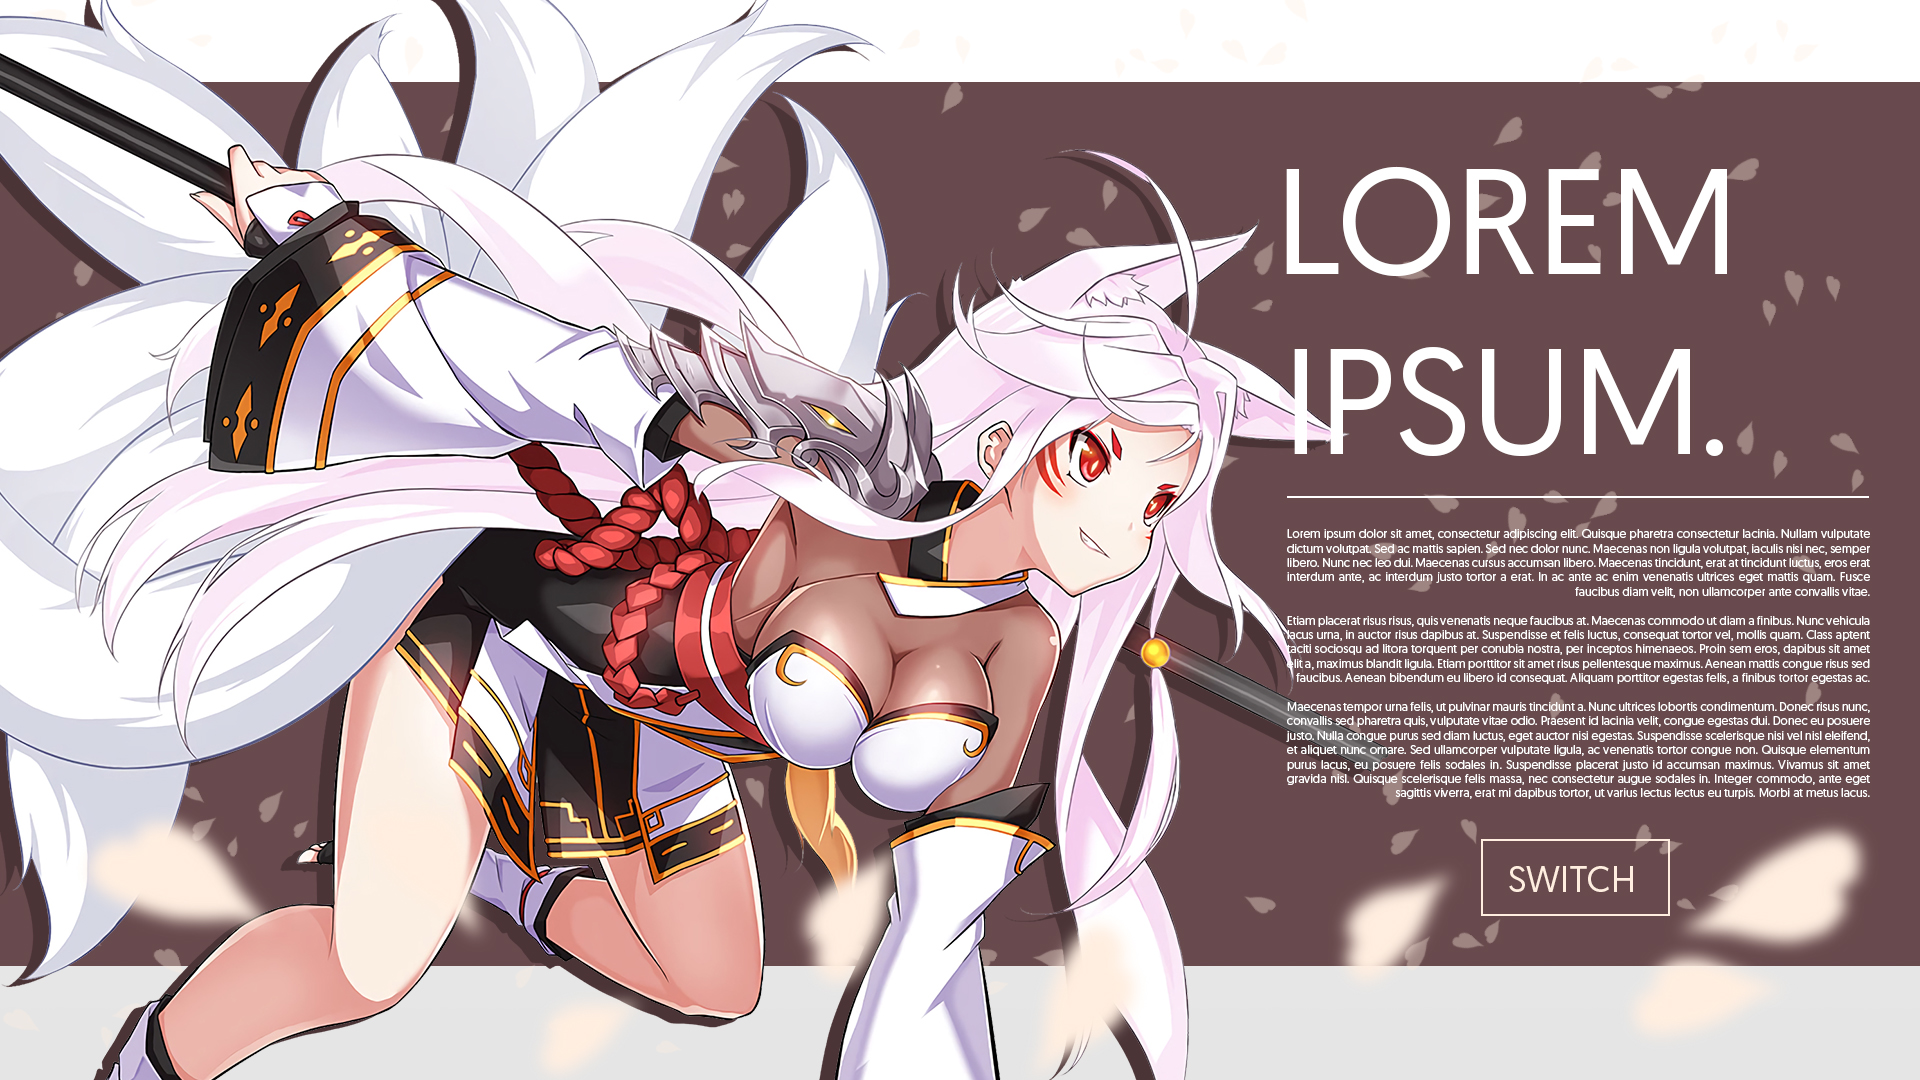 LOREM
IPSUM.
Lorem ipsum dolor sit amet, consectetur adipiscing elit. Quisque pharetra consectetur lacinia. Nullam vulputate
dictum volutpat. Sed ac mattis sapien. Sed nec dolor nunc. Maecenas non ligula volutpat, iaculis nisi nec, semper
libero. Nunc nec leo dui. Maecenas cursus accumsan libero. Maecenas tincidunt, erat at tincidunt luctus, eros erat
interdum ante, ac interdum justo tortor a erat. In ac ante ac enim venenatis ultrices eget mattis quam. Fusce
faucibus diam velit, non ullamcorper ante convallis vitae.
Etiam placerat risus risus, quis venenatis neque faucibus at. Maecenas commodo ut diam a finibus. Nunc vehicula
lacus urna, in auctor risus dapibus at. Suspendisse et felis luctus, consequat tortor vel, mollis quam. Class aptent
taciti sociosqu ad litora torquent per conubia nostra, per inceptos himenaeos. Proin sem eros, dapibus sit amet
elit a, maximus blandit ligula. Etiam porttitor sit amet risus pellentesque maximus. Aenean mattis congue risus sed
faucibus. Aenean bibendum eu libero id consequat. Aliquam porttitor egestas felis, a finibus tortor egestas ac.
Maecenas tempor urna felis, ut pulvinar mauris tincidunt a. Nunc ultrices lobortis condimentum. Donec risus nunc,
convallis sed pharetra quis, vulputate vitae odio. Praesent id lacinia velit, congue egestas dui. Donec eu posuere
justo. Nulla congue purus sed diam luctus, eget auctor nisi egestas. Suspendisse scelerisque nisi vel nisl eleifend,
et aliquet nunc ornare. Sed ullamcorper vulputate ligula, ac venenatis tortor congue non. Quisque elementum
purus lacus, eu posuere felis sodales in. Suspendisse placerat justo id accumsan maximus. Vivamus sit amet
gravida nisl. Quisque scelerisque felis massa, nec consectetur augue sodales in. Integer commodo, ante eget
sagittis viverra, erat mi dapibus tortor, ut varius lectus lectus eu turpis. Morbi at metus lacus.
SWITCH